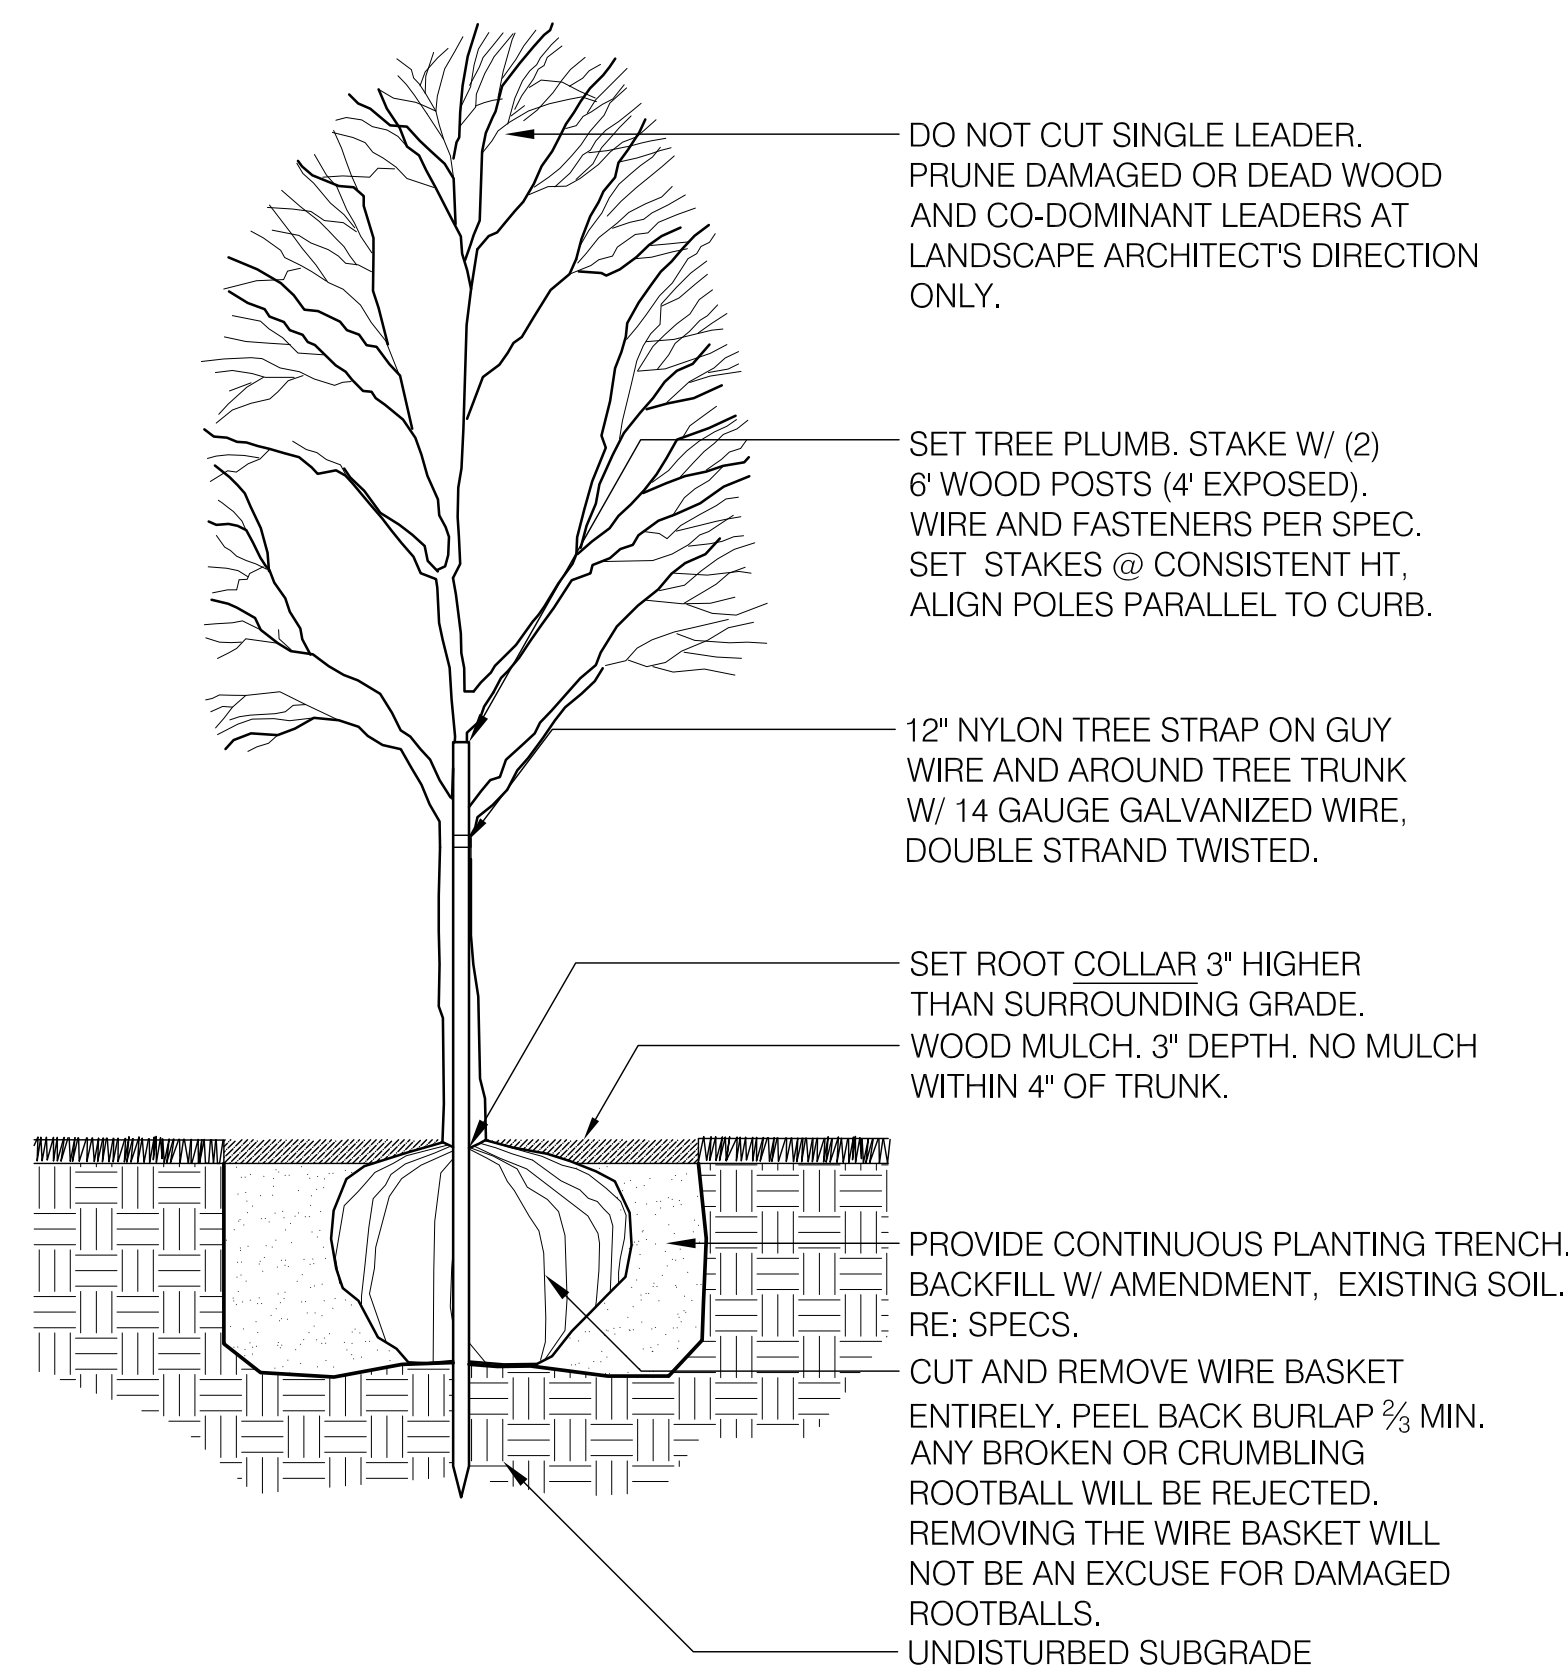 DO NOT CUT SINGLE LEADER.
PRUNE DAMAGED OR DEAD WOOD
AND CO-DOMINANT LEADERS AT
LANDSCAPE ARCHITECT'S DIRECTION
ONLY.
SET TREE PLUMB. STAKE W/ (2)
6' WOOD POSTS (4' EXPOSED).
WIRE AND FASTENERS PER SPEC.
SET STAKES @ CONSISTENT HT,
ALIGN POLES PARALLEL TO CURB.
12" NYLON TREE STRAP ON GUY
WIRE AND AROUND TREE TRUNK
W/ 14 GAUGE GALVANIZED WIRE,
DOUBLE STRAND TWISTED.
SET ROOT COLLAR 3" HIGHER
THAN SURROUNDING GRADE.
WOOD MULCH. 3" DEPTH. NO MULCH
WITHIN 4" OF TRUNK.
PROVIDE CONTINUOUS PLANTING TRENCH.
BACKFILL W/ AMENDMENT, EXISTING SOIL.
RE: SPECS.
CUT AND REMOVE WIRE BASKET
ENTIRELY. PEEL BACK BURLAP ⅔ MIN.
ANY BROKEN OR CRUMBLING
ROOTBALL WILL BE REJECTED.
REMOVING THE WIRE BASKET WILL
NOT BE AN EXCUSE FOR DAMAGED
ROOTBALLS.
UNDISTURBED SUBGRADE